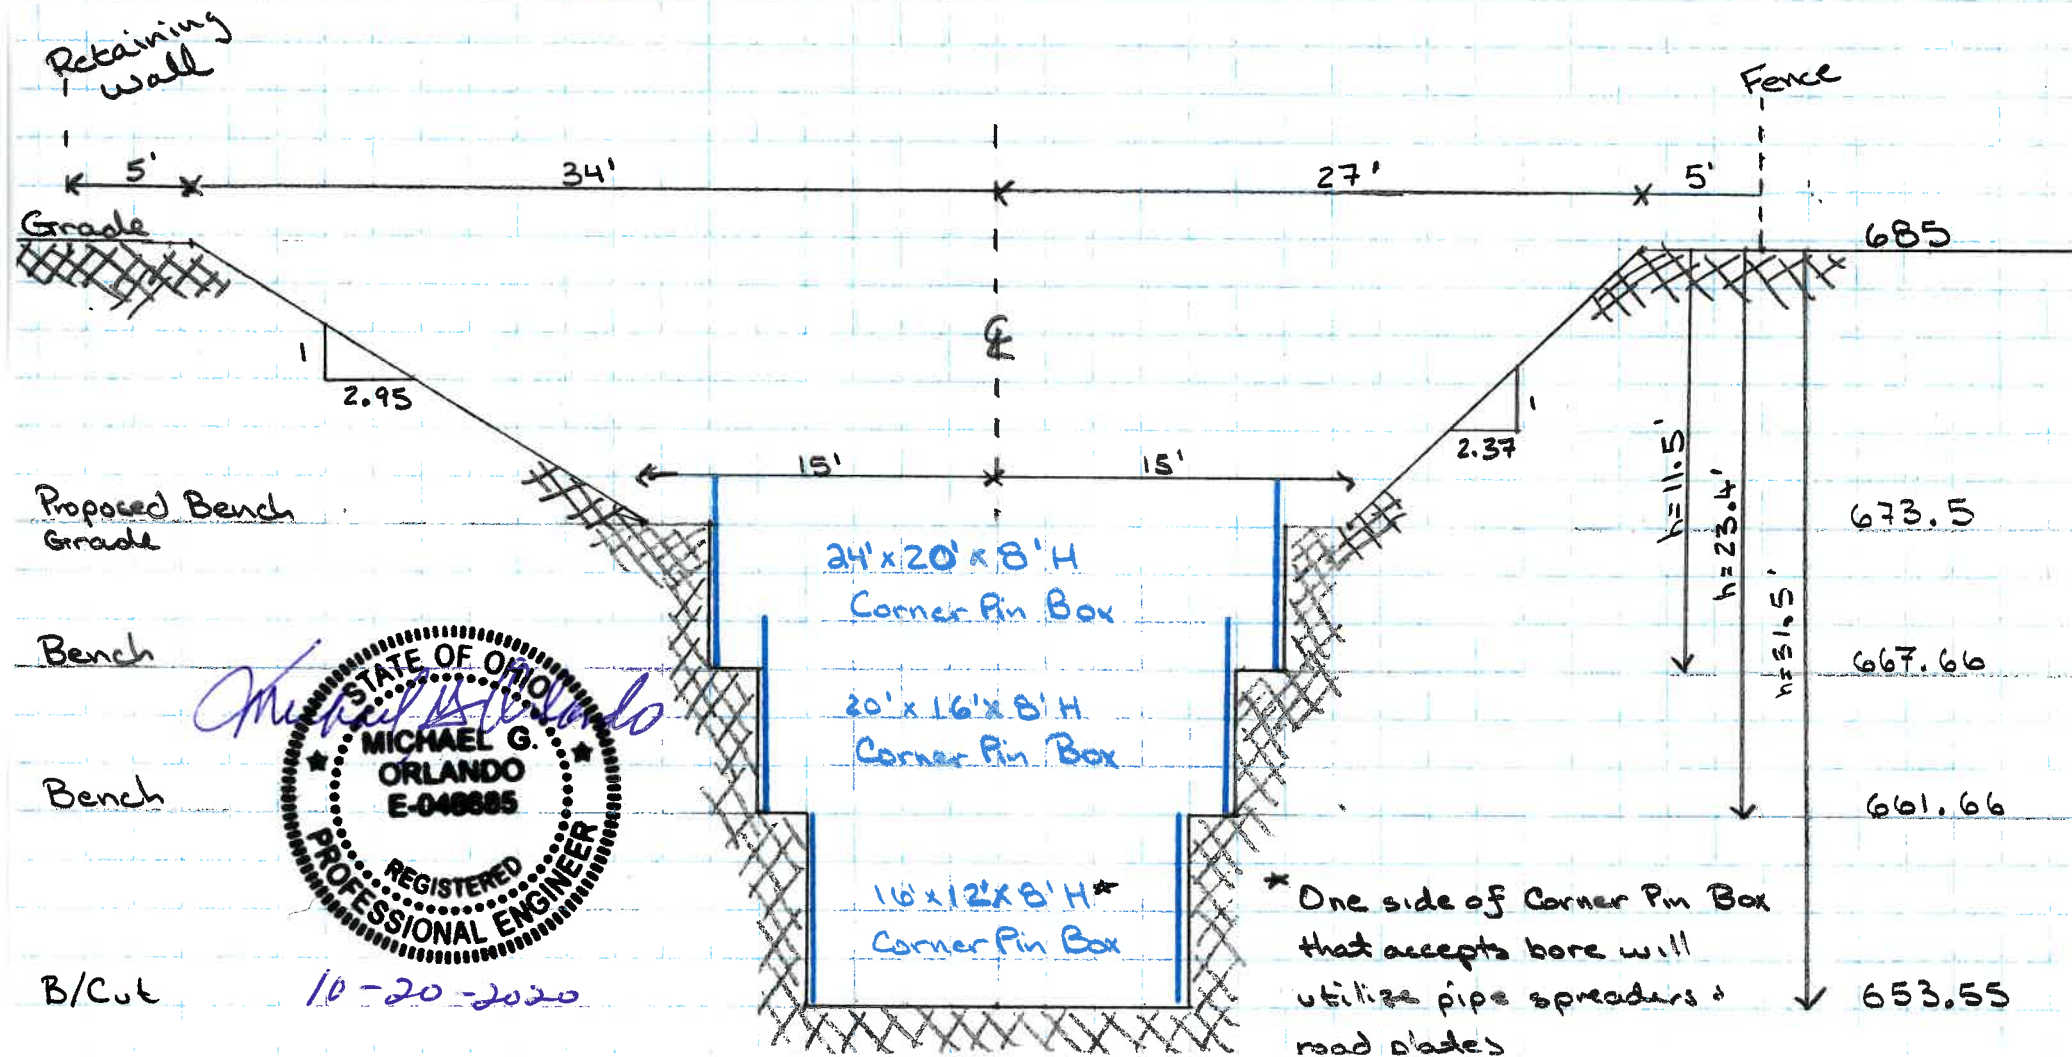 Retaining
Wall
Fence
5'
34'
27'
5'
Grade
685
1
2.95
℄
1
2.37
15'
15'
h=11.5'
h=23.4'
h=31.5'
Proposed Bench
Grade
673.5
24'x20'x8'H
Corner Pin Box
Bench
667.66
20'x16'x8'H
Corner Pin Box
Bench
661.66
STATE OF OHIO
MICHAEL G.
ORLANDO
REGISTERED
PROFESSIONAL ENGINEER
16'x12'x8'H*
Corner Pin Box
* One side of Corner Pin Box
that accepts bore will
utilize pipe spreaders &
road plates
B/Cut
10-20-2020
653.55